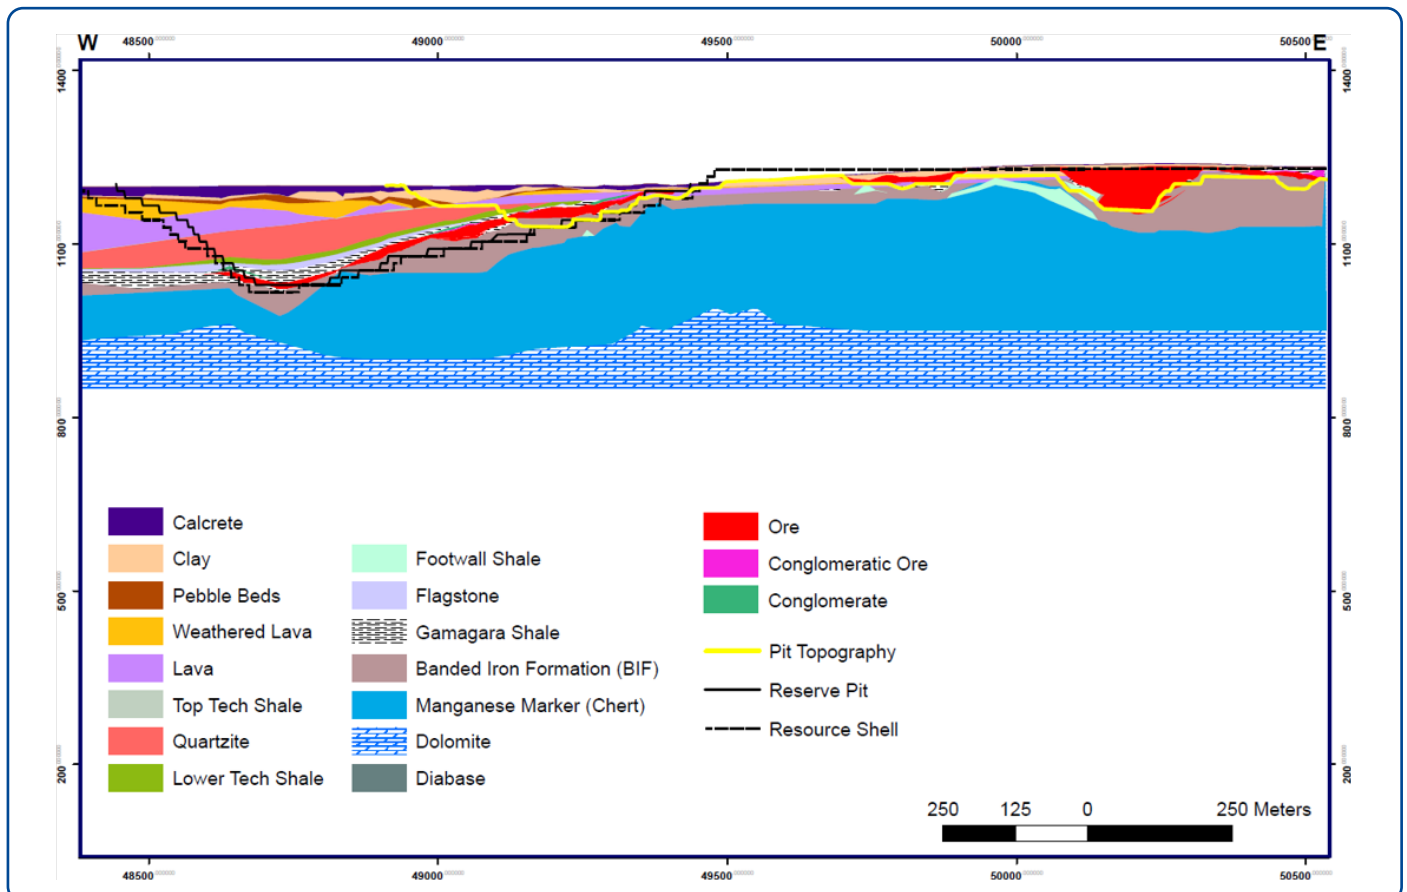 W 48500 49000 49500 50000 50500 E
1400 1400
1100 1100
800 800
500 500
200 200
Calcrete
Clay
Pebble Beds
Weathered Lava
Lava
Top Tech Shale
Quartzite
Lower Tech Shale
Footwall Shale
Flagstone
Gamagara Shale
Banded Iron Formation (BIF)
Manganese Marker (Chert)
Dolomite
Diabase
Ore
Conglomeratic Ore
Conglomerate
Pit Topography
Reserve Pit
Resource Shell
250 125 0 250 Meters
48500 49000 49500 50000 50500